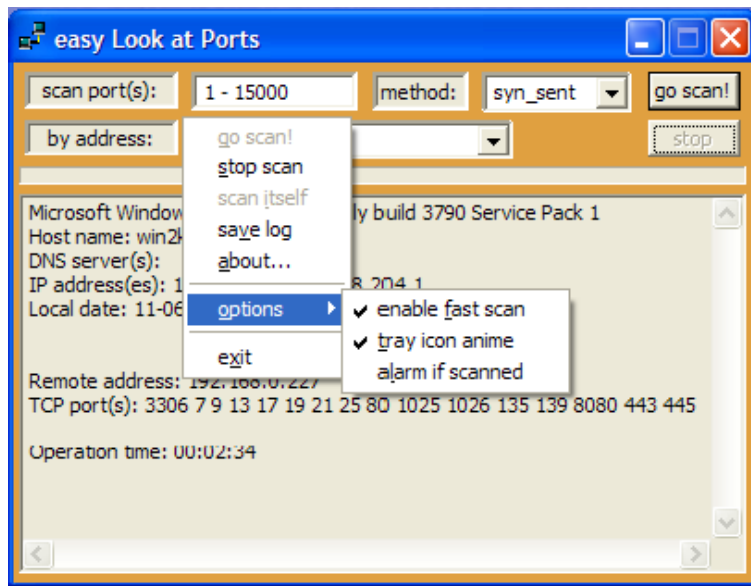 easy Look at Ports
scan port(s): 1 - 15000 method: syn_sent go scan!
by address: stop
go scan!
stop scan
scan itself
save log
about...
options
exit
enable fast scan
tray icon anime
alarm if scanned
Microsoft Window ly build 3790 Service Pack 1
Host name: win2k
DNS server(s):
IP address(es): 1 8.204.1
Local date: 11-06
Remote address: 192.168.0.227
TCP port(s): 3306 7 9 13 17 19 21 25 80 1025 1026 135 139 8080 443 445
Operation time: 00:02:34